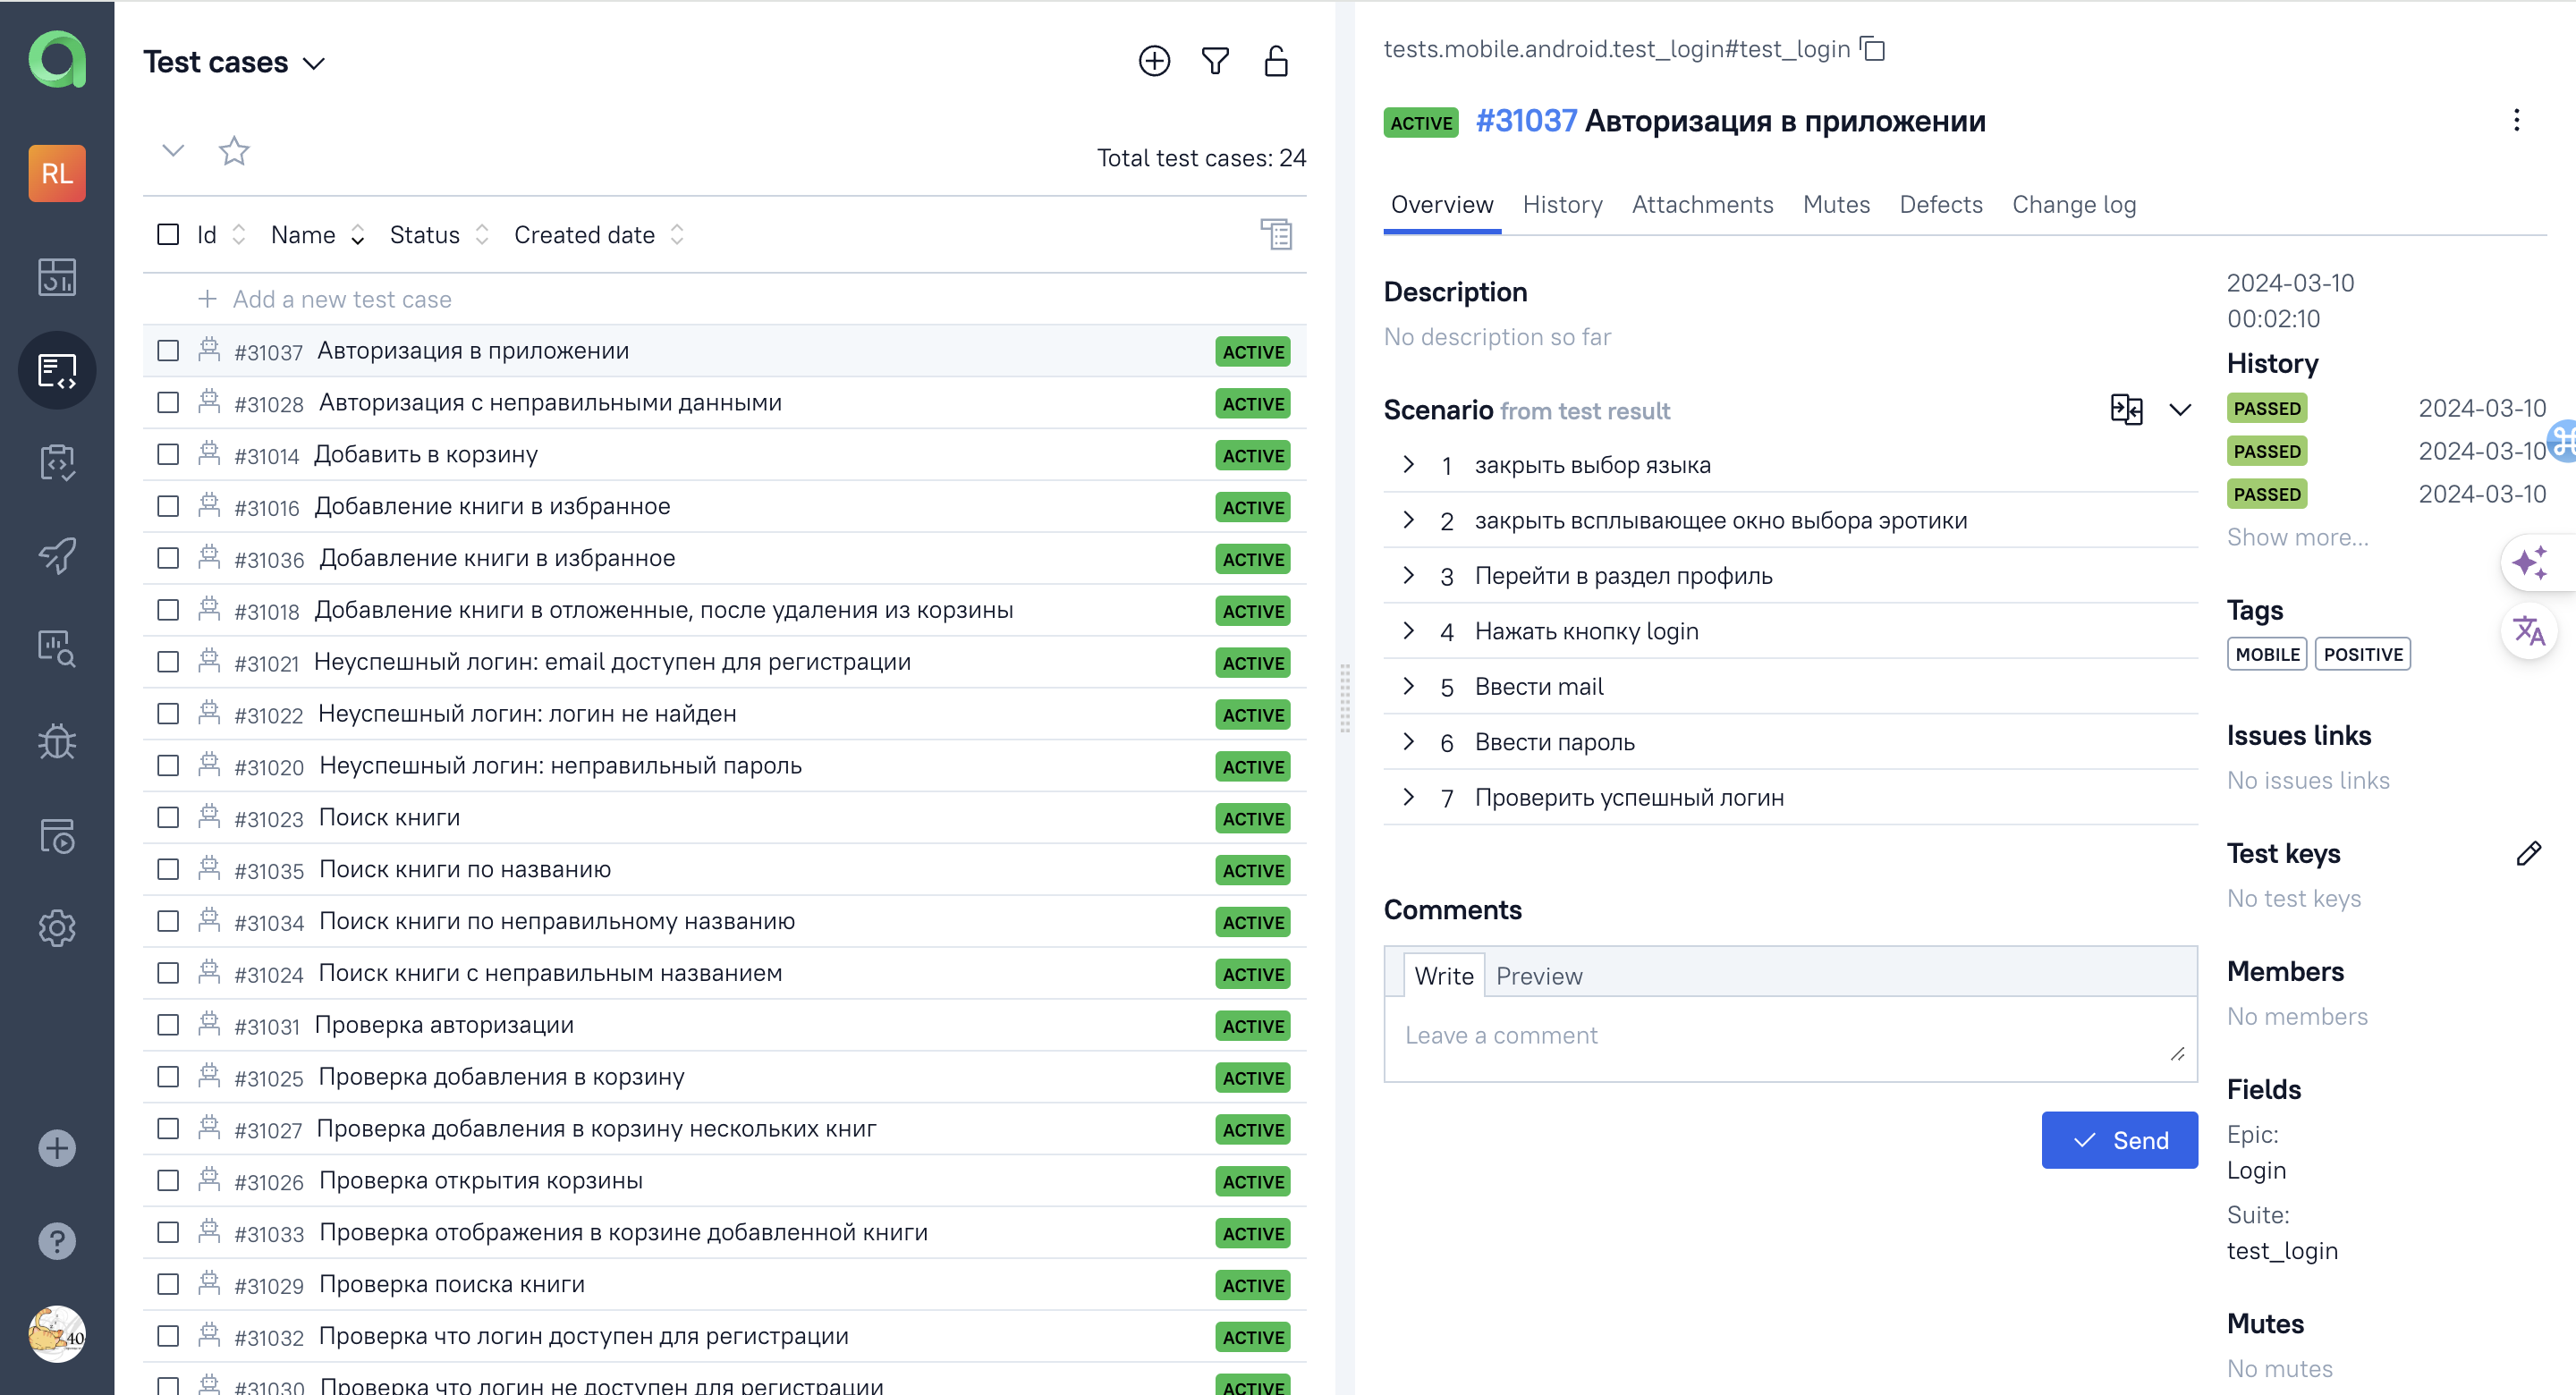 RL
Test cases
Total test cases: 24
Id Name Status Created date
Add a new test case
#31037 Авторизация в приложении ACTIVE
#31028 Авторизация с неправильными данными ACTIVE
#31014 Добавить в корзину ACTIVE
#31016 Добавление книги в избранное ACTIVE
#31036 Добавление книги в избранное ACTIVE
#31018 Добавление книги в отложенные, после удаления из корзины ACTIVE
#31021 Неуспешный логин: email доступен для регистрации ACTIVE
#31022 Неуспешный логин: логин не найден ACTIVE
#31020 Неуспешный логин: неправильный пароль ACTIVE
#31023 Поиск книги ACTIVE
#31035 Поиск книги по названию ACTIVE
#31034 Поиск книги по неправильному названию ACTIVE
#31024 Поиск книги с неправильным названием ACTIVE
#31031 Проверка авторизации ACTIVE
#31025 Проверка добавления в корзину ACTIVE
#31027 Проверка добавления в корзину нескольких книг ACTIVE
#31026 Проверка открытия корзины ACTIVE
#31033 Проверка отображения в корзине добавленной книги ACTIVE
#31029 Проверка поиска книги ACTIVE
#31032 Проверка что логин доступен для регистрации ACTIVE
#31030 Проверка что логин не доступен для регистрации ACTIVE
tests.mobile.android.test_login#test_login
ACTIVE #31037 Авторизация в приложении
Overview History Attachments Mutes Defects Change log
Description
No description so far
Scenario from test result
1 закрыть выбор языка
2 закрыть всплывающее окно выбора эротики
3 Перейти в раздел профиль
4 Нажать кнопку login
5 Ввести mail
6 Ввести пароль
7 Проверить успешный логин
Comments
Write Preview
Leave a comment
Send
2024-03-10
00:02:10
History
PASSED 2024-03-10
PASSED 2024-03-10
PASSED 2024-03-10
Show more...
Tags
MOBILE POSITIVE
Issues links
No issues links
Test keys
No test keys
Members
No members
Fields
Epic:
Login
Suite:
test_login
Mutes
No mutes
40